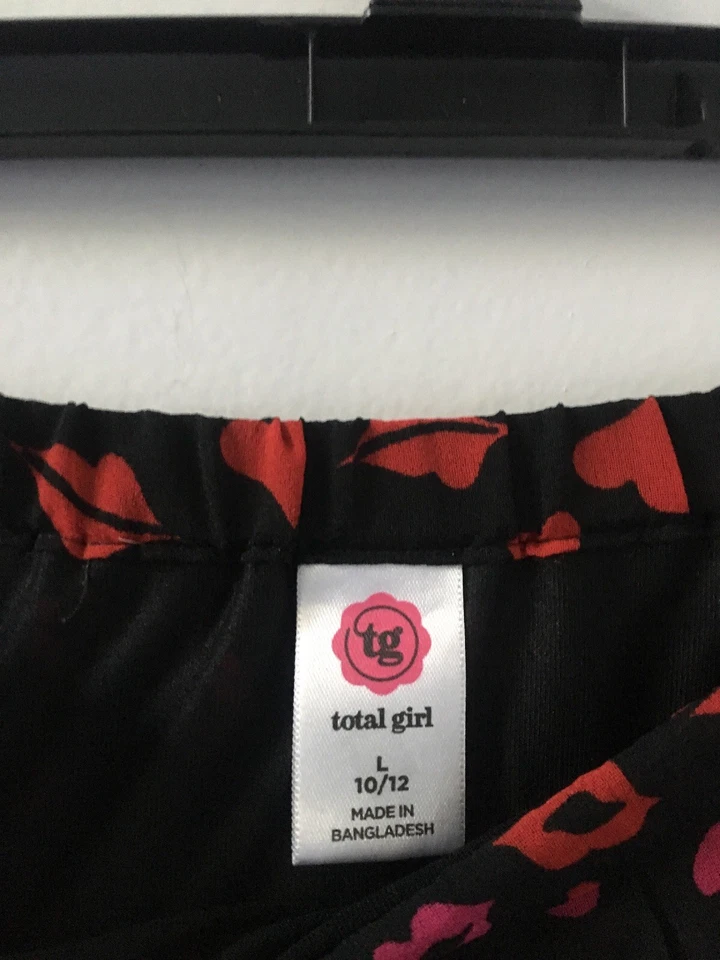 tg
total girl
L
10/12
MADE IN
BANGLADESH